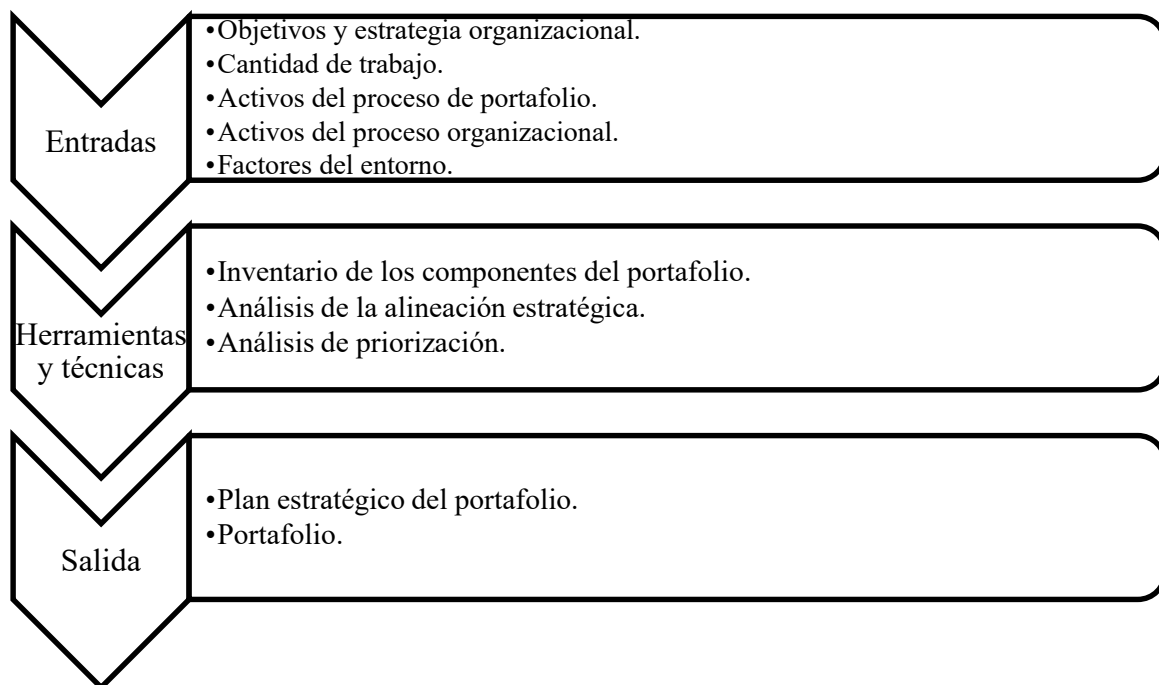 Entradas
•Objetivos y estrategia organizacional.
•Cantidad de trabajo.
•Activos del proceso de portafolio.
•Activos del proceso organizacional.
•Factores del entorno.
Herramientas
y técnicas
•Inventario de los componentes del portafolio.
•Análisis de la alineación estratégica.
•Análisis de priorización.
Salida
•Plan estratégico del portafolio.
•Portafolio.